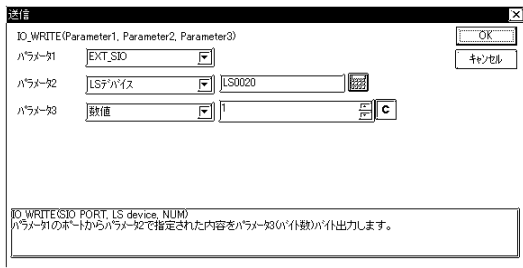 送信
IO_WRITE(Parameter1, Parameter2, Parameter3)
OK
ﾊﾟﾗﾒｰﾀ1 EXT_SIO
ｷｬﾝｾﾙ
ﾊﾟﾗﾒｰﾀ2 LSﾃﾞﾊﾞｲｽ LS0020
ﾊﾟﾗﾒｰﾀ3 数値 1 C
IO_WRITE(SIO PORT, LS device, NUM)
ﾊﾟﾗﾒｰﾀ1のﾎﾟｰﾄからﾊﾟﾗﾒｰﾀ2で指定された内容をﾊﾟﾗﾒｰﾀ3(ﾊﾞｲﾄ数)ﾊﾞｲﾄ出力します。